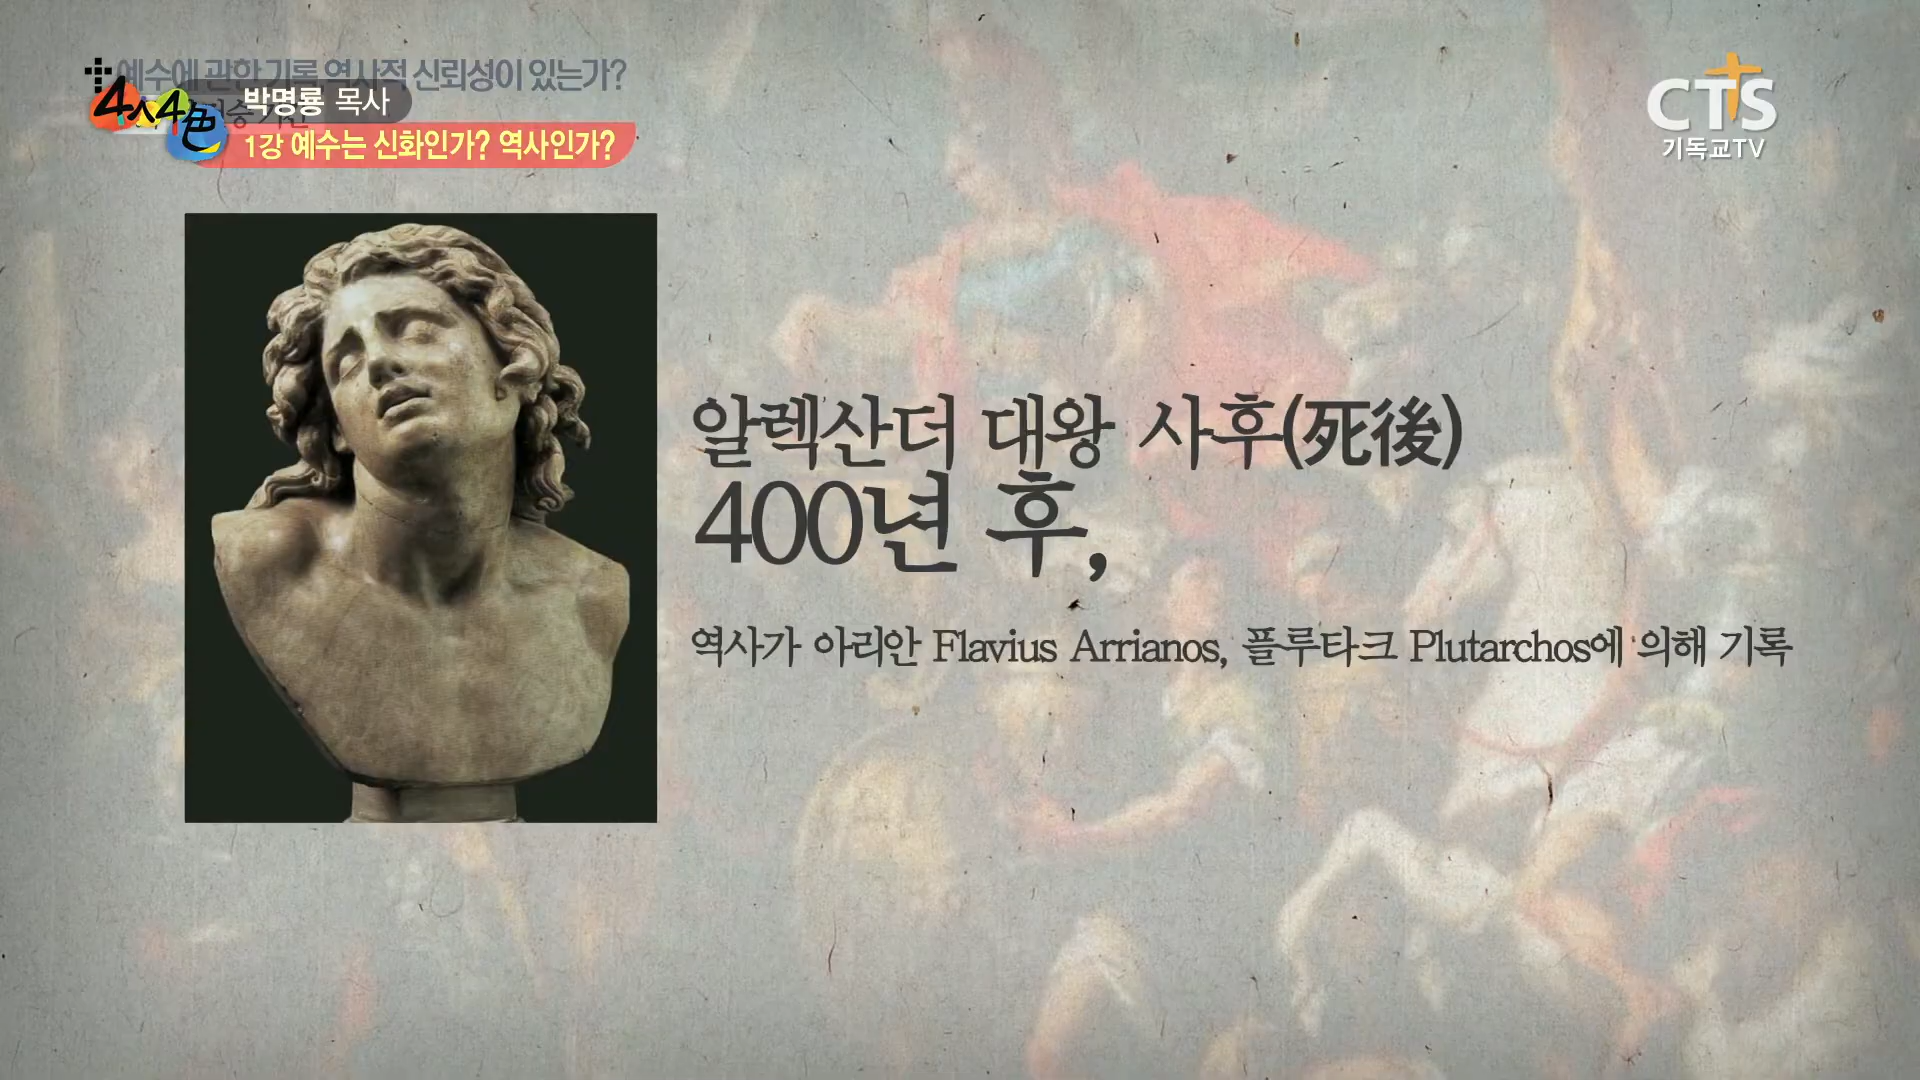 예수에 관한 기록 역사적 신뢰성이 있는가?
4人4色
박명룡 목사
1강 예수는 신화인가? 역사인가?
CTS
기독교TV
알렉산더 대왕 사후(死後)
400년 후,
역사가 아리안 Flavius Arrianos, 플루타크 Plutarchos에 의해 기록